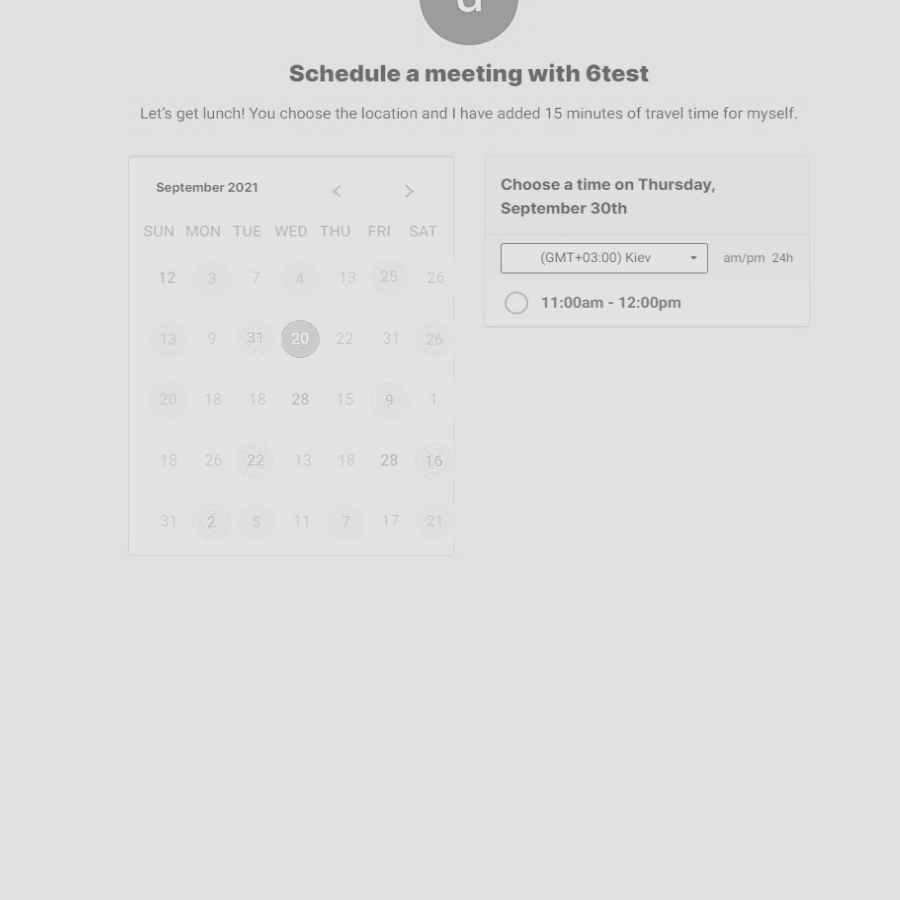 d
Schedule a meeting with 6test
Let's get lunch! You choose the location and I have added 15 minutes of travel time for myself.
September 2021
SUN MON TUE WED THU FRI SAT
12 3 7 4 13 25 26
13 9 31 20 22 31 26
20 18 18 28 15 9 1
18 26 22 13 18 28 16
31 2 5 11 7 17 21
Choose a time on Thursday,
September 30th
(GMT+03:00) Kiev am/pm 24h
11:00am - 12:00pm